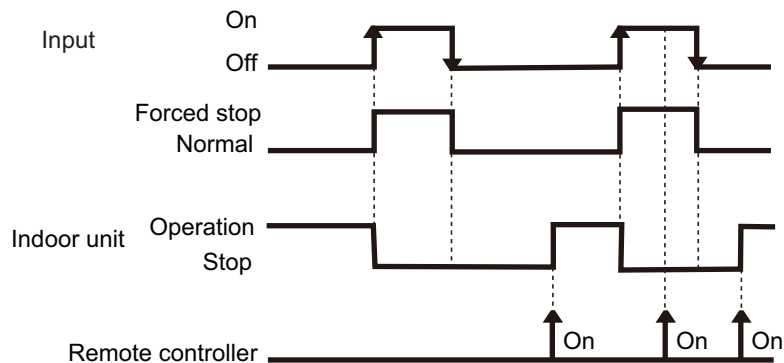 On
Input
Off
Forced stop
Normal
Operation
Indoor unit
Stop
On On On
Remote controller